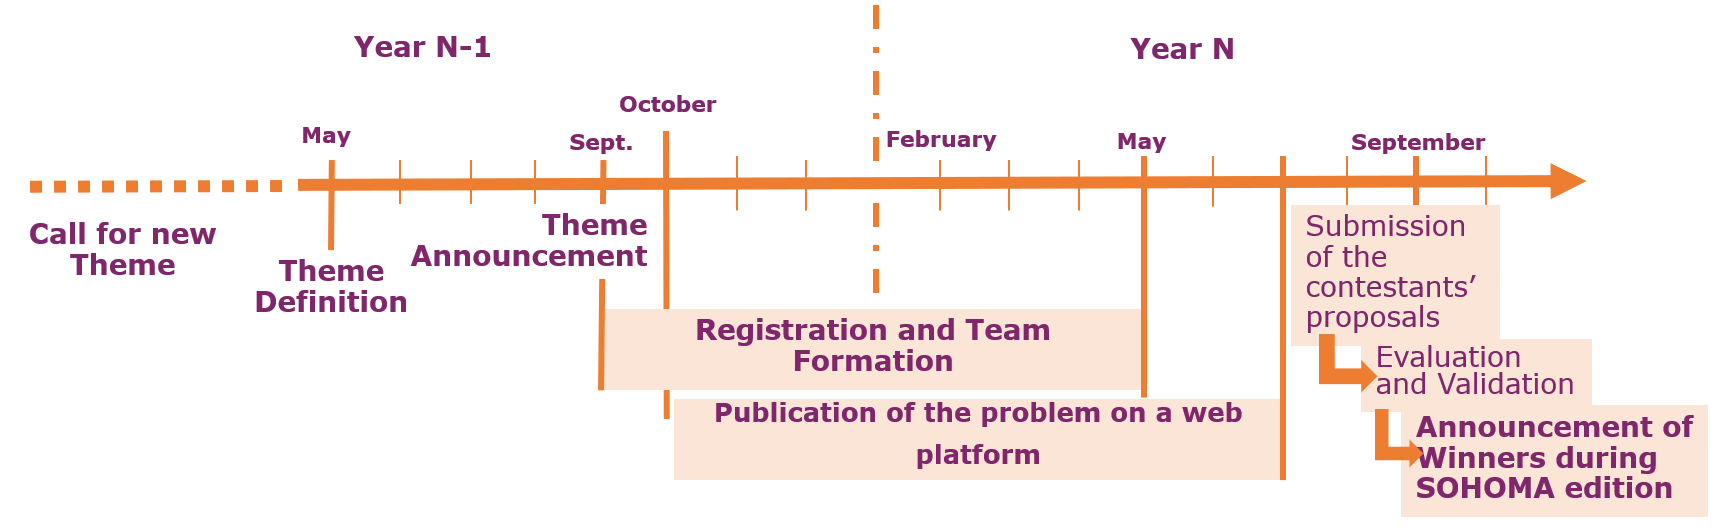 Year N-1
Year N
October
May
Sept.
February
May
September
Call for new
Theme
Theme
Definition
Theme
Announcement
Registration and Team
Formation
Publication of the problem on a web
platform
Submission
of the
contestants’
proposals
Evaluation
and Validation
Announcement of
Winners during
SOHOMA edition